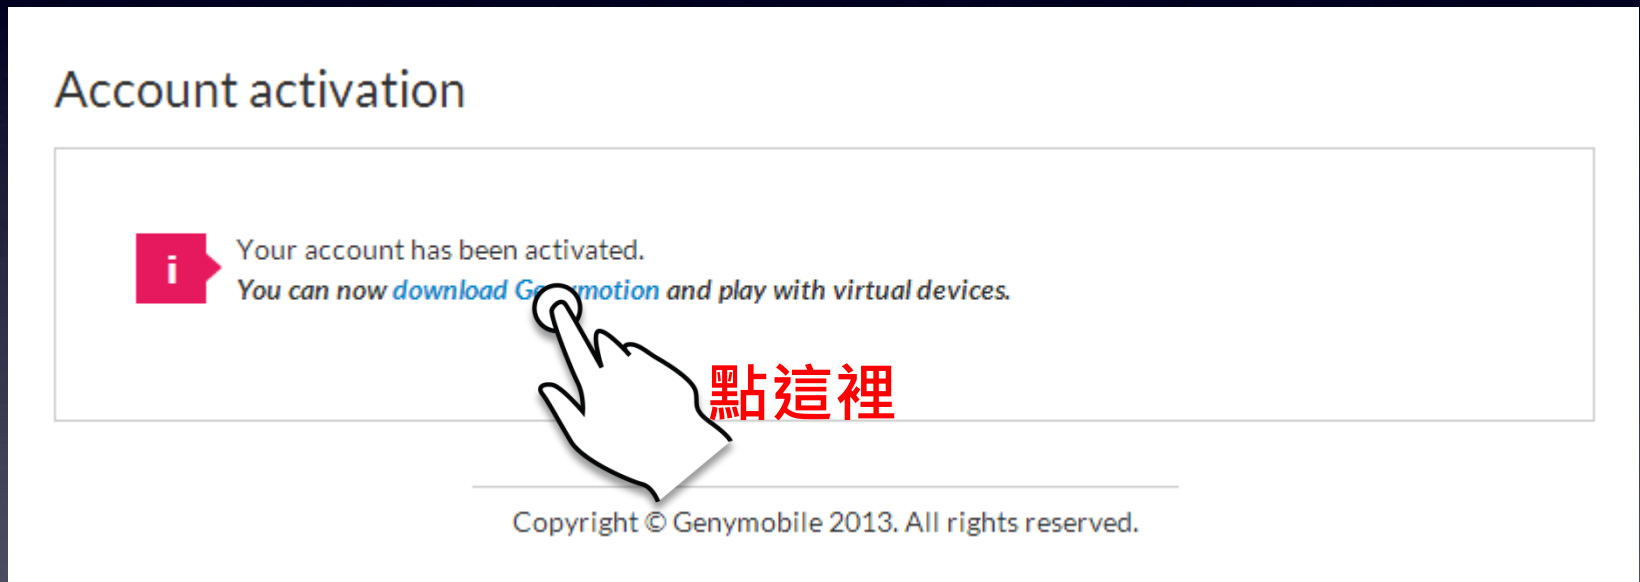 Account activation
i
Your account has been activated.
You can now download Genymotion and play with virtual devices.
點這裡
Copyright © Genymobile 2013. All rights reserved.